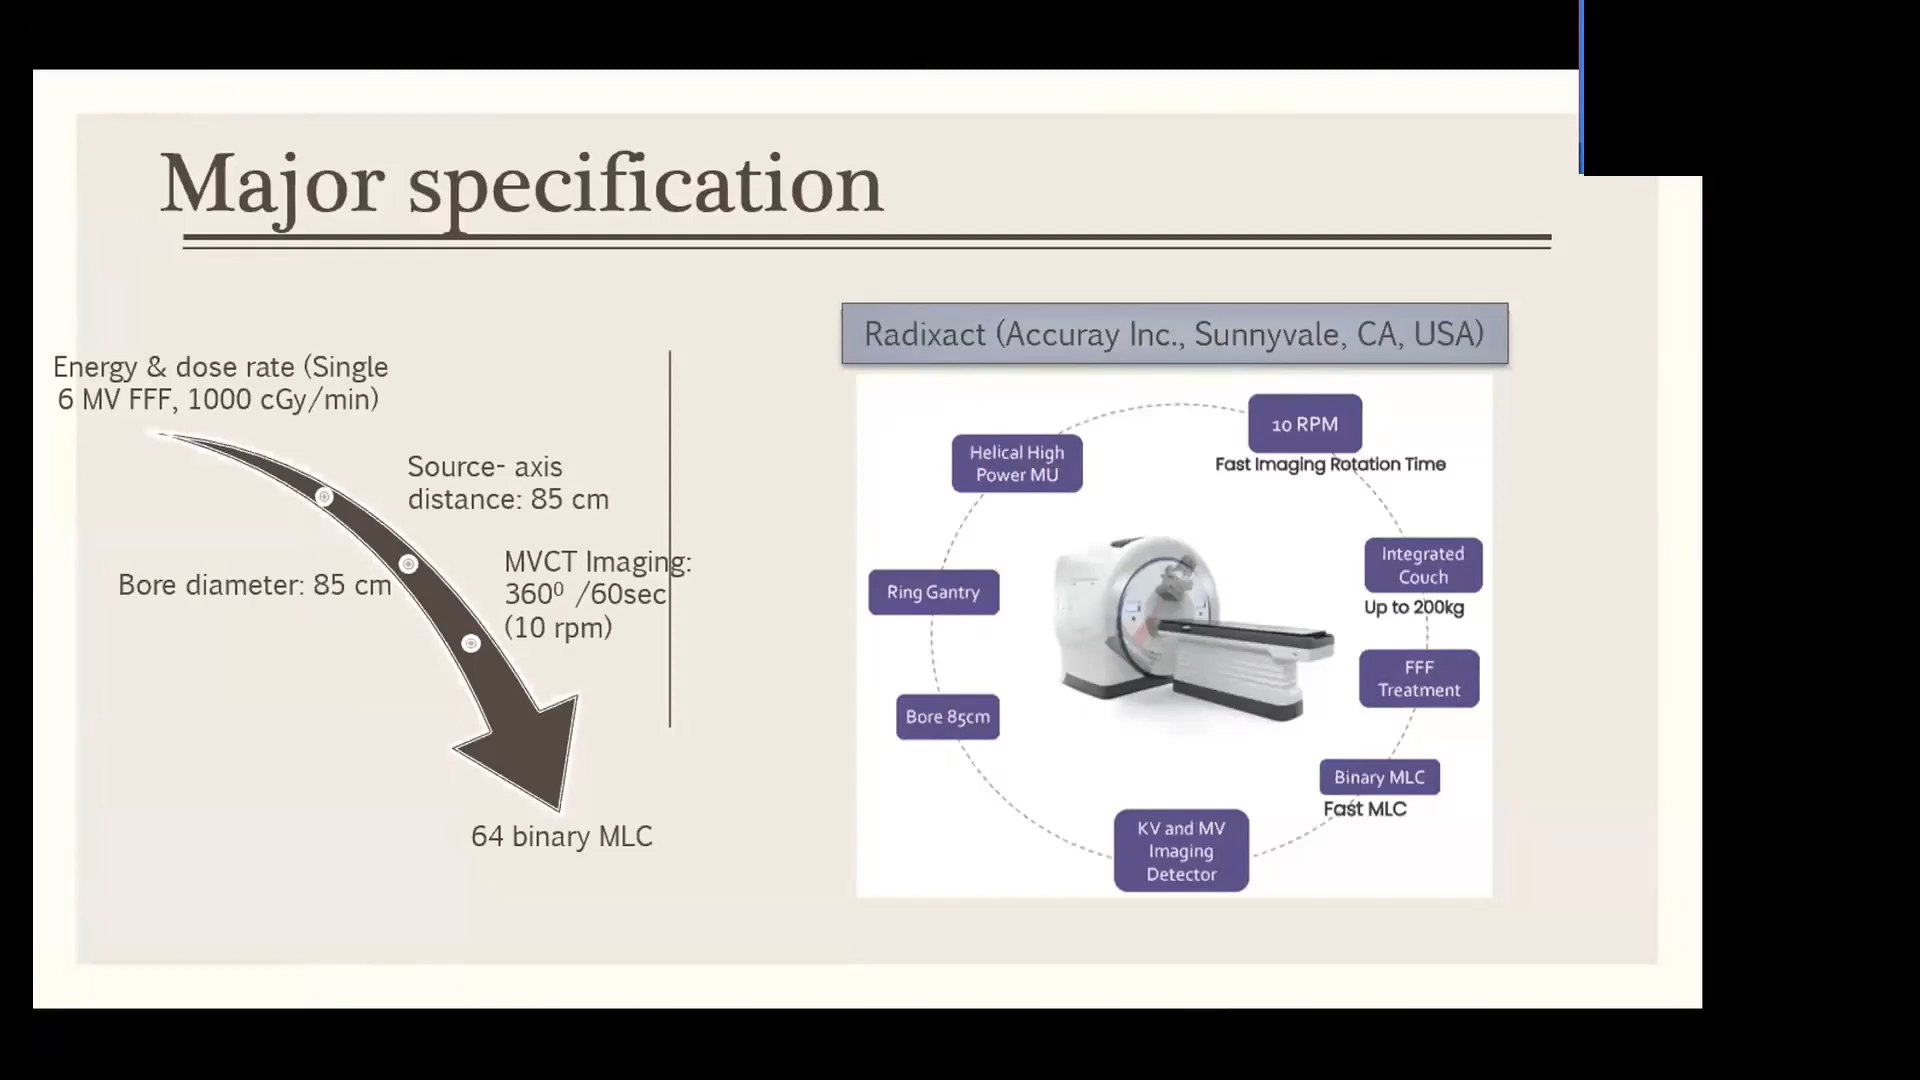 Major specification
Energy & dose rate (Single
6 MV FFF, 1000 cGy/min)
Source- axis
distance: 85 cm
Bore diameter: 85 cm
MVCT Imaging:
360⁰ /60sec
(10 rpm)
64 binary MLC
Radixact (Accuray Inc., Sunnyvale, CA, USA)
10 RPM
Fast Imaging Rotation Time
Helical High
Power MU
Integrated
Couch
Up to 200kg
Ring Gantry
FFF
Treatment
Bore 85cm
Binary MLC
Fast MLC
KV and MV
Imaging
Detector